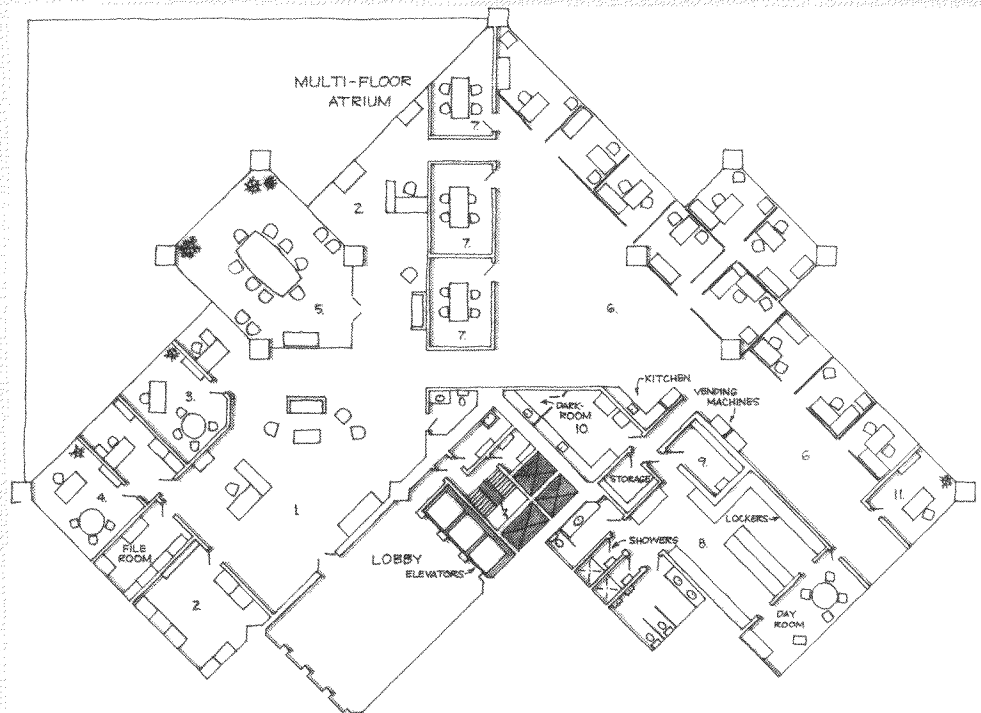 MULTI-FLOOR
ATRIUM
7.
2.
7.
5.
6.
7.
3.
KITCHEN
VENDING
MACHINES
DARK-
ROOM
10.
9.
6.
STORAGE
11.
4.
1.
LOCKERS
FILE
ROOM
LOBBY
ELEVATORS
SHOWERS
8.
2.
DAY
ROOM